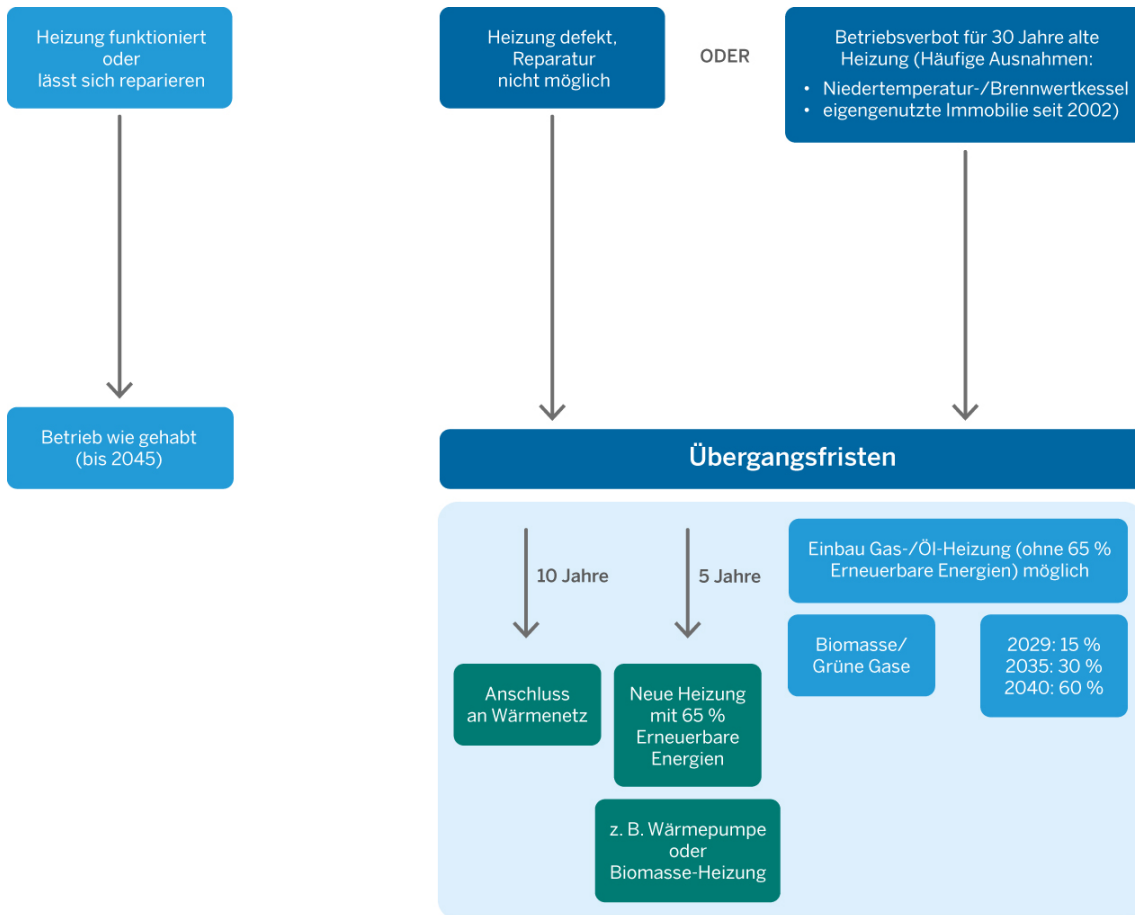 Heizung funktioniert
oder
lässt sich reparieren
Heizung defekt,
Reparatur
nicht möglich
ODER
Betriebsverbot für 30 Jahre alte
Heizung (Häufige Ausnahmen:
• Niedertemperatur-/Brennwertkessel
• eigengenutzte Immobilie seit 2002)
Betrieb wie gehabt
(bis 2045)
Übergangsfristen
10 Jahre
5 Jahre
Einbau Gas-/Öl-Heizung (ohne 65 %
Erneuerbare Energien) möglich
Biomasse/
Grüne Gase
2029: 15 %
2035: 30 %
2040: 60 %
Anschluss
an Wärmenetz
Neue Heizung
mit 65 %
Erneuerbare
Energien
z. B. Wärmepumpe
oder
Biomasse-Heizung